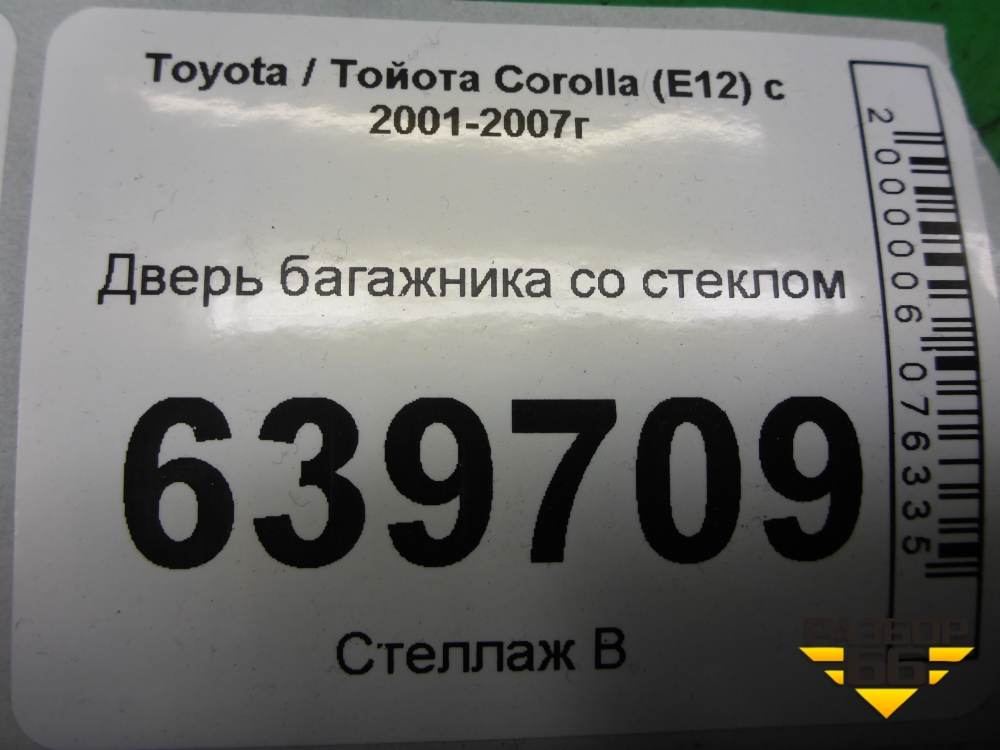 Toyota / Тойота Corolla (E12) с
2001-2007г
Дверь багажника со стеклом
639709
Стеллаж В
2000006076335
РАЗБОР
66